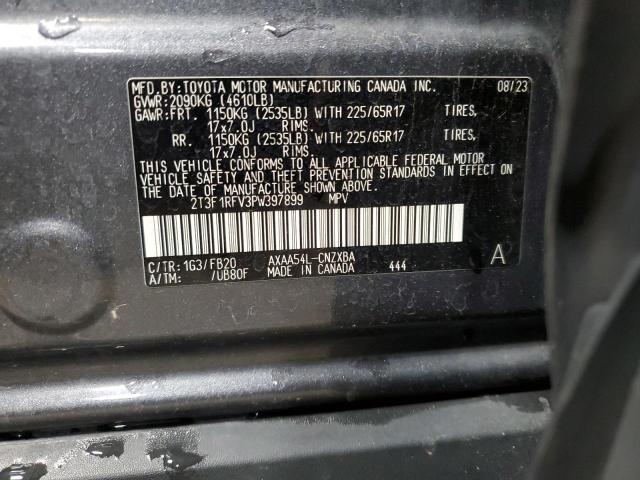 MFD.BY:TOYOTA MOTOR MANUFACTURING CANADA INC. 08/23
GVWR:2090KG (4610LB)
GAWR:FRT. 1150KG (2535LB) WITH 225/65R17 TIRES,
17x7.0J RIMS.
RR. 1150KG (2535LB) WITH 225/65R17 TIRES,
17x7.0J RIMS.
THIS VEHICLE CONFORMS TO ALL APPLICABLE FEDERAL MOTOR
VEHICLE SAFETY AND THEFT PREVENTION STANDARDS IN EFFECT
ON THE DATE OF MANUFACTURE SHOWN ABOVE.
2T3F1RFV3PW397899 MPV
C/TR:1G3/FB20 AXAA54L-CNZXBA A
A/TM: /UB80F MADE IN CANADA 444